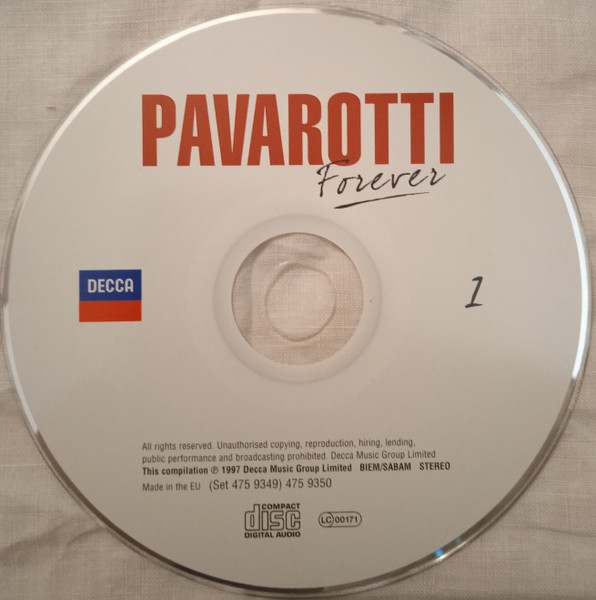 PAVAROTTI
Forever
DECCA
1
All rights reserved. Unauthorised copying, reproduction, hiring, lending,
public performance and broadcasting prohibited. Decca Music Group Limited
This compilation ℗ 1997 Decca Music Group Limited BIEM/SABAM STEREO
Made in the EU (Set 475 9349) 475 9350
COMPACT
disc
DIGITAL AUDIO
LC 00171